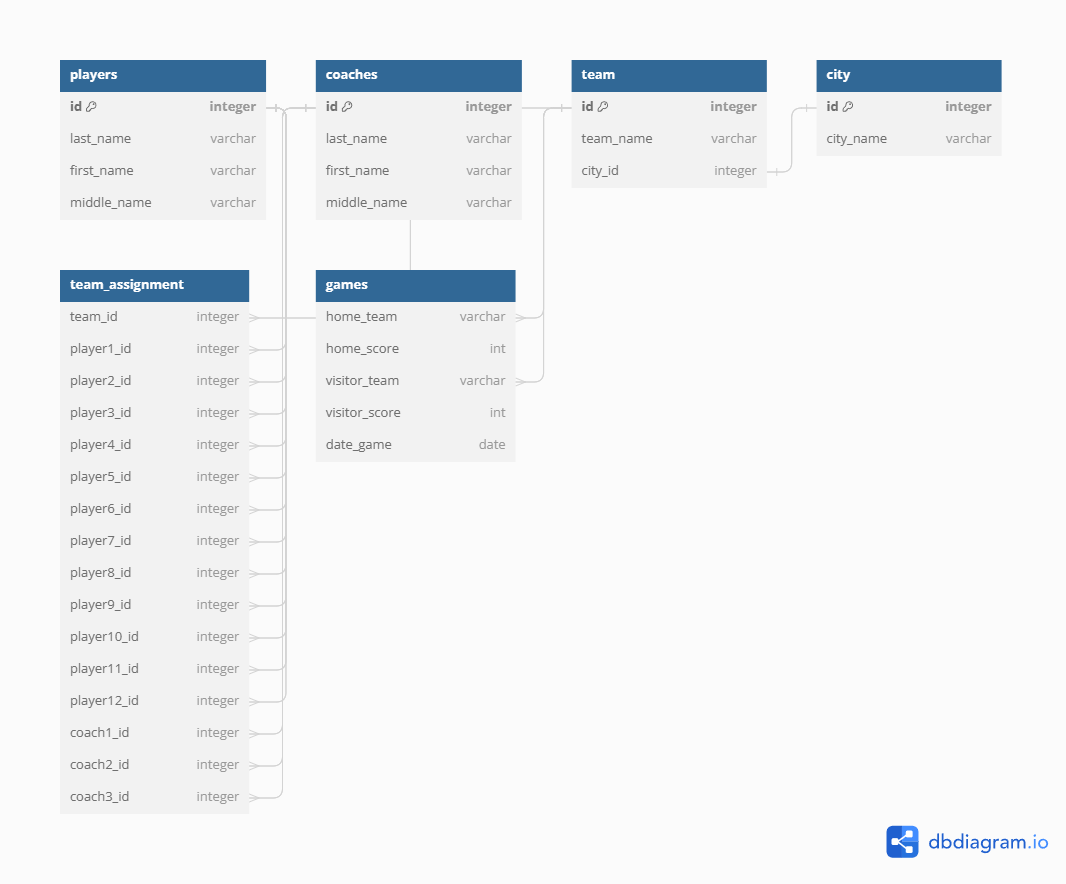 players
id integer
last_name varchar
first_name varchar
middle_name varchar
coaches
id integer
last_name varchar
first_name varchar
middle_name varchar
team
id integer
team_name varchar
city_id integer
city
id integer
city_name varchar
team_assignment
team_id integer
player1_id integer
player2_id integer
player3_id integer
player4_id integer
player5_id integer
player6_id integer
player7_id integer
player8_id integer
player9_id integer
player10_id integer
player11_id integer
player12_id integer
coach1_id integer
coach2_id integer
coach3_id integer
games
home_team varchar
home_score int
visitor_team varchar
visitor_score int
date_game date
dbdiagram.io